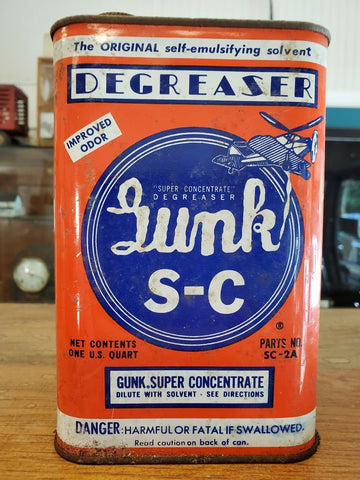 The ORIGINAL self-emulsifying solvent
DEGREASER
IMPROVED
ODOR
"SUPER CONCENTRATE"
DEGREASER
Gunk
S-C
®
NET CONTENTS
ONE U.S. QUART
PARTS NO.
SC-2A
GUNK.SUPER CONCENTRATE
DILUTE WITH SOLVENT - SEE DIRECTIONS
DANGER:HARMFUL OR FATAL IF SWALLOWED.
Read caution on back of can.